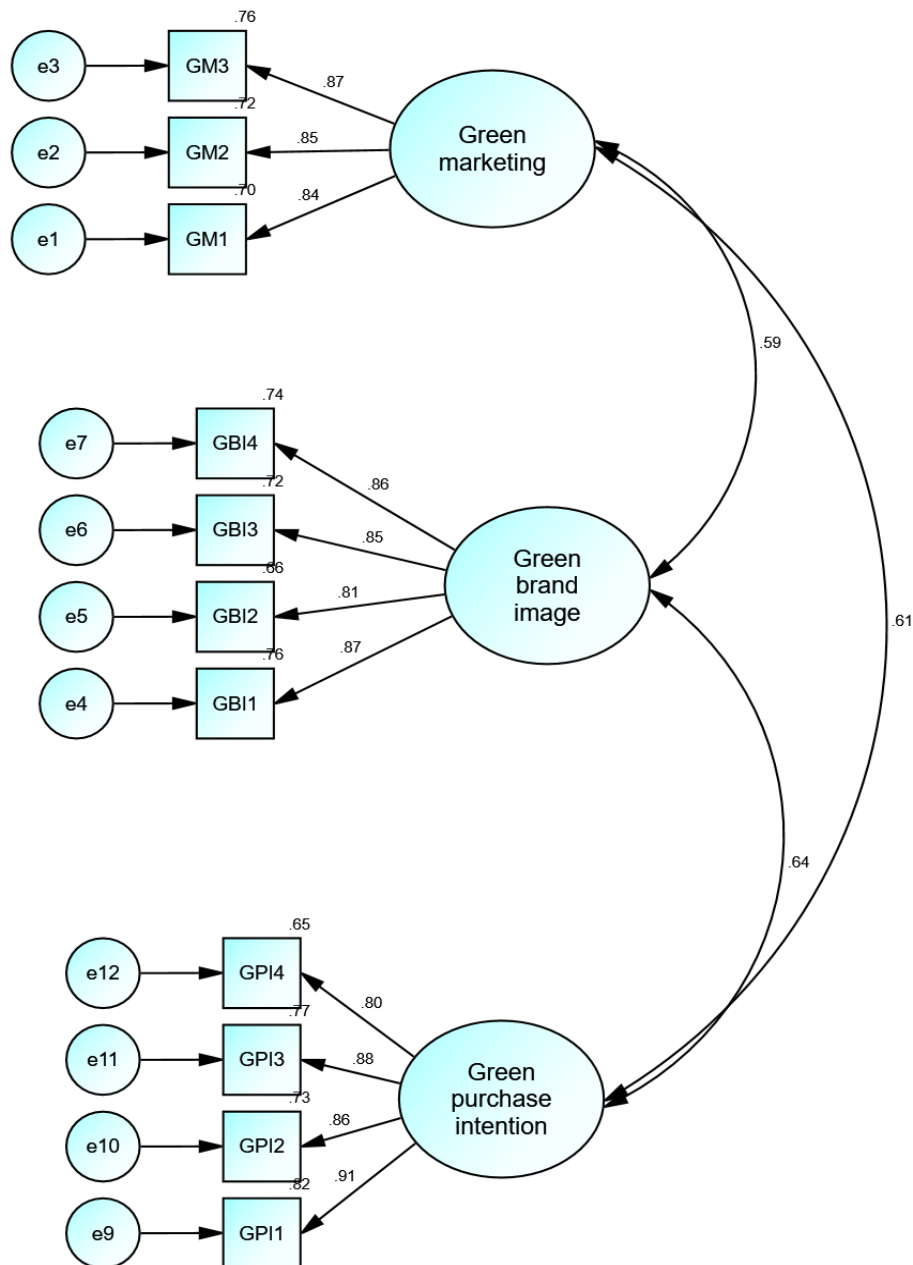 .76
e3
GM3
.87
.72
e2
GM2
.85
Green
marketing
.70
e1
GM1
.84
.59
.74
e7
GBI4
.86
.72
e6
GBI3
.85
Green
brand
image
.66
e5
GBI2
.81
.76
e4
GBI1
.87
.61
.64
.65
e12
GPI4
.80
.77
e11
GPI3
.88
Green
purchase
intention
.73
e10
GPI2
.86
.82
e9
GPI1
.91